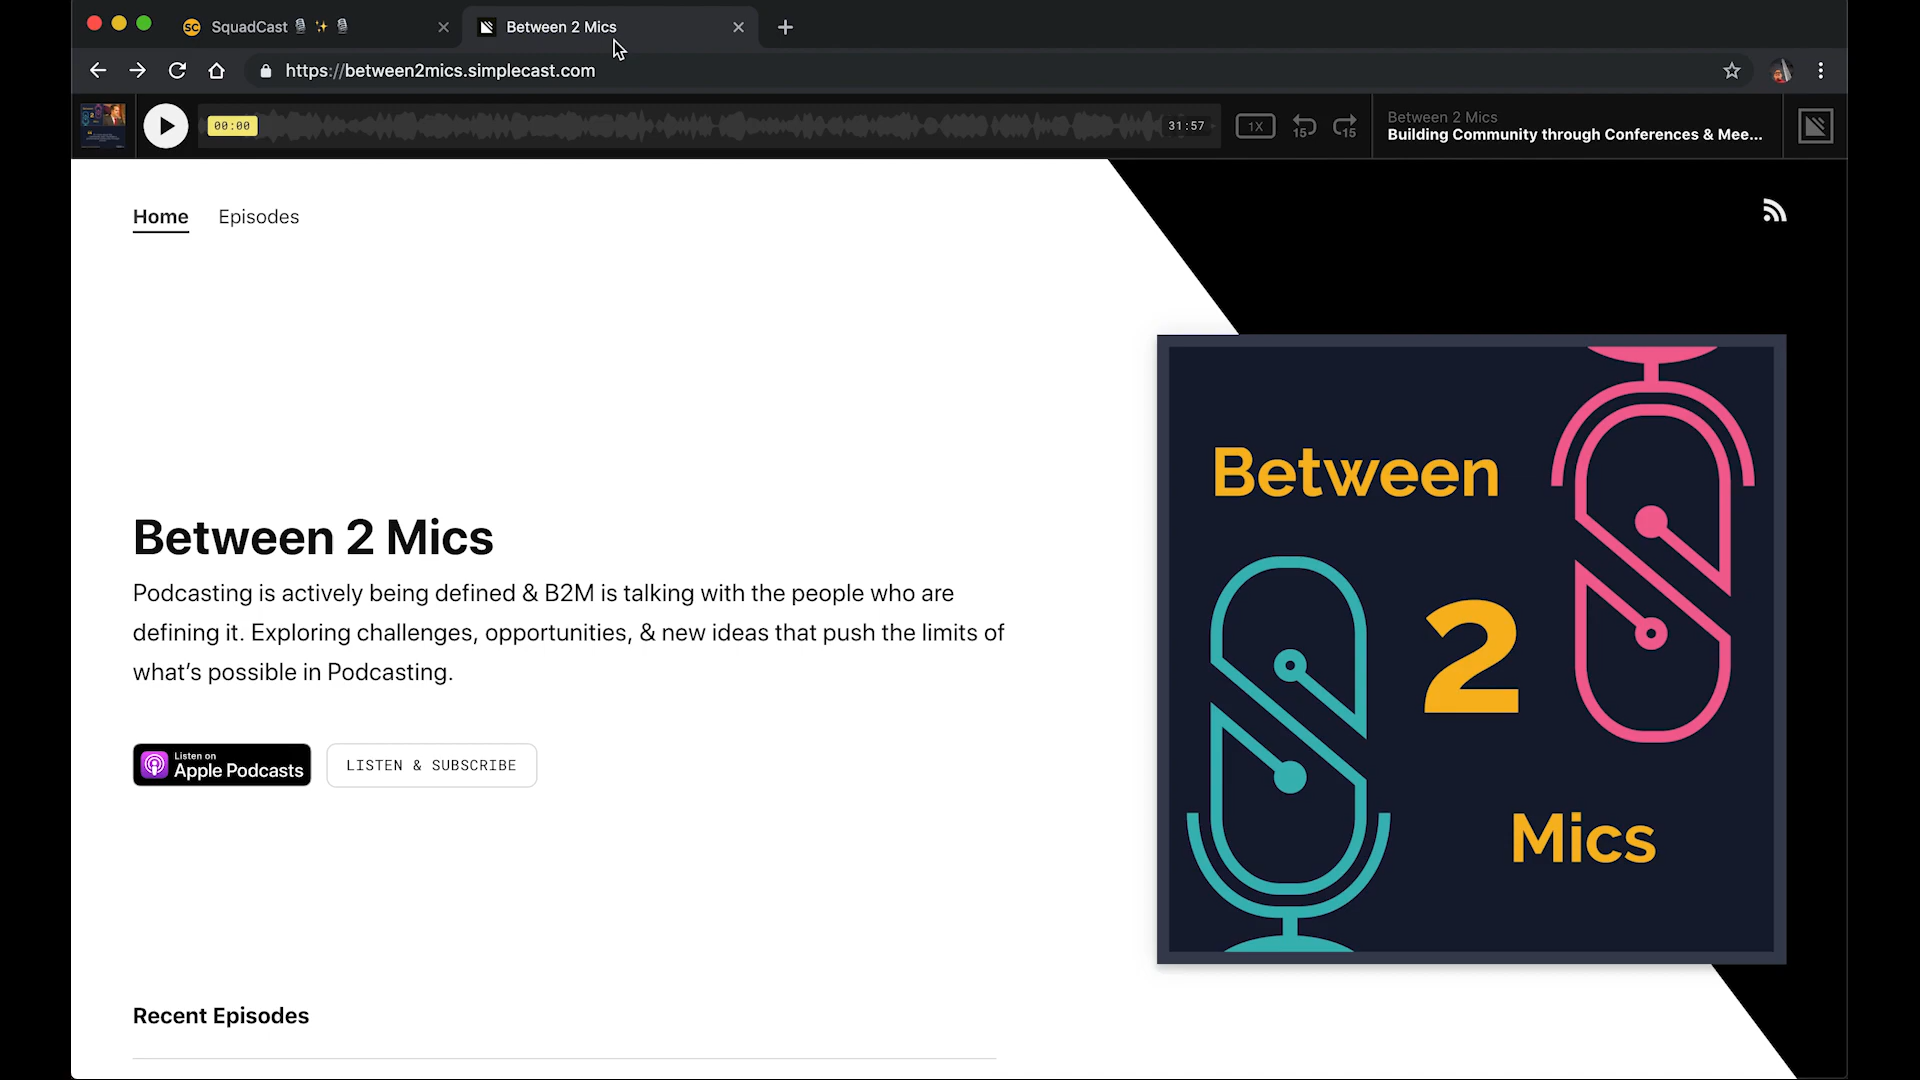 SquadCast
Between 2 Mics
https://between2mics.simplecast.com
00:00
31:57
1X
15
15
Between 2 Mics
Building Community through Conferences & Mee...
Home
Episodes
Between
2
Mics
Between 2 Mics
Podcasting is actively being defined & B2M is talking with the people who are
defining it. Exploring challenges, opportunities, & new ideas that push the limits of
what's possible in Podcasting.
Listen on
Apple Podcasts
LISTEN & SUBSCRIBE
Recent Episodes